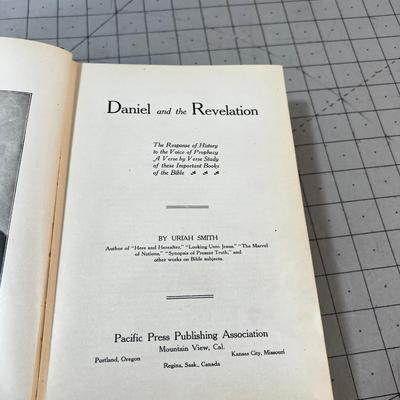 Daniel and the Revelation
The Response of History
to the Voice of Prophecy
A Verse by Verse Study
of these Important Books
of the Bible
BY URIAH SMITH
Author of "Here and Hereafter," "Looking Unto Jesus," "The Marvel
of Nations," "Synopsis of Present Truth," and
other works on Bible subjects.
Pacific Press Publishing Association
Mountain View, Cal.
Portland, Oregon Kansas City, Missouri
Regina, Sask., Canada